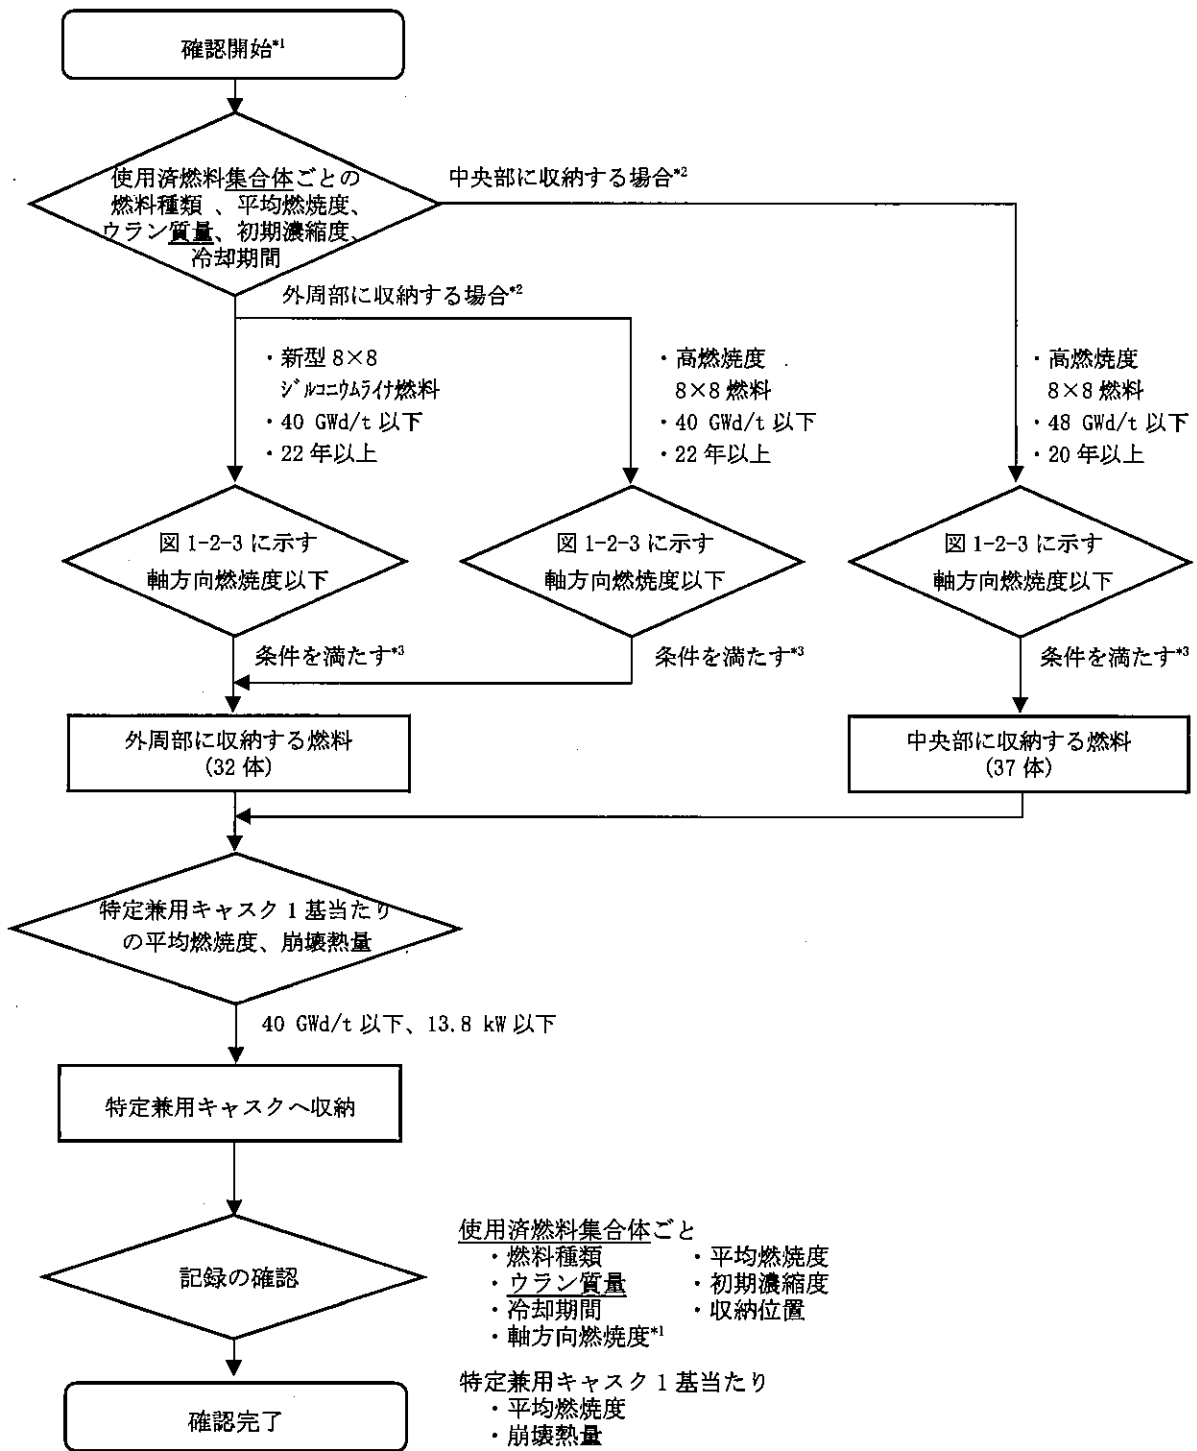 確認開始*1
使用済燃料集合体ごとの
燃料種類 、平均燃焼度、
ウラン質量、初期濃縮度、
冷却期間
中央部に収納する場合*2
外周部に収納する場合*2
・新型 8×8
ジルコニウムライナ燃料
・40 GWd/t 以下
・22 年以上
・高燃焼度
8×8 燃料
・40 GWd/t 以下
・22 年以上
・高燃焼度
8×8 燃料
・48 GWd/t 以下
・20 年以上
図 1-2-3 に示す
軸方向燃焼度以下
図 1-2-3 に示す
軸方向燃焼度以下
図 1-2-3 に示す
軸方向燃焼度以下
条件を満たす*3
条件を満たす*3
条件を満たす*3
外周部に収納する燃料
(32 体)
中央部に収納する燃料
(37 体)
特定兼用キャスク 1 基当たり
の平均燃焼度、崩壊熱量
40 GWd/t 以下、13.8 kW 以下
特定兼用キャスクへ収納
記録の確認
使用済燃料集合体ごと
・燃料種類 ・平均燃焼度
・ウラン質量 ・初期濃縮度
・冷却期間 ・収納位置
・軸方向燃焼度*1
特定兼用キャスク 1 基当たり
・平均燃焼度
・崩壊熱量
確認完了